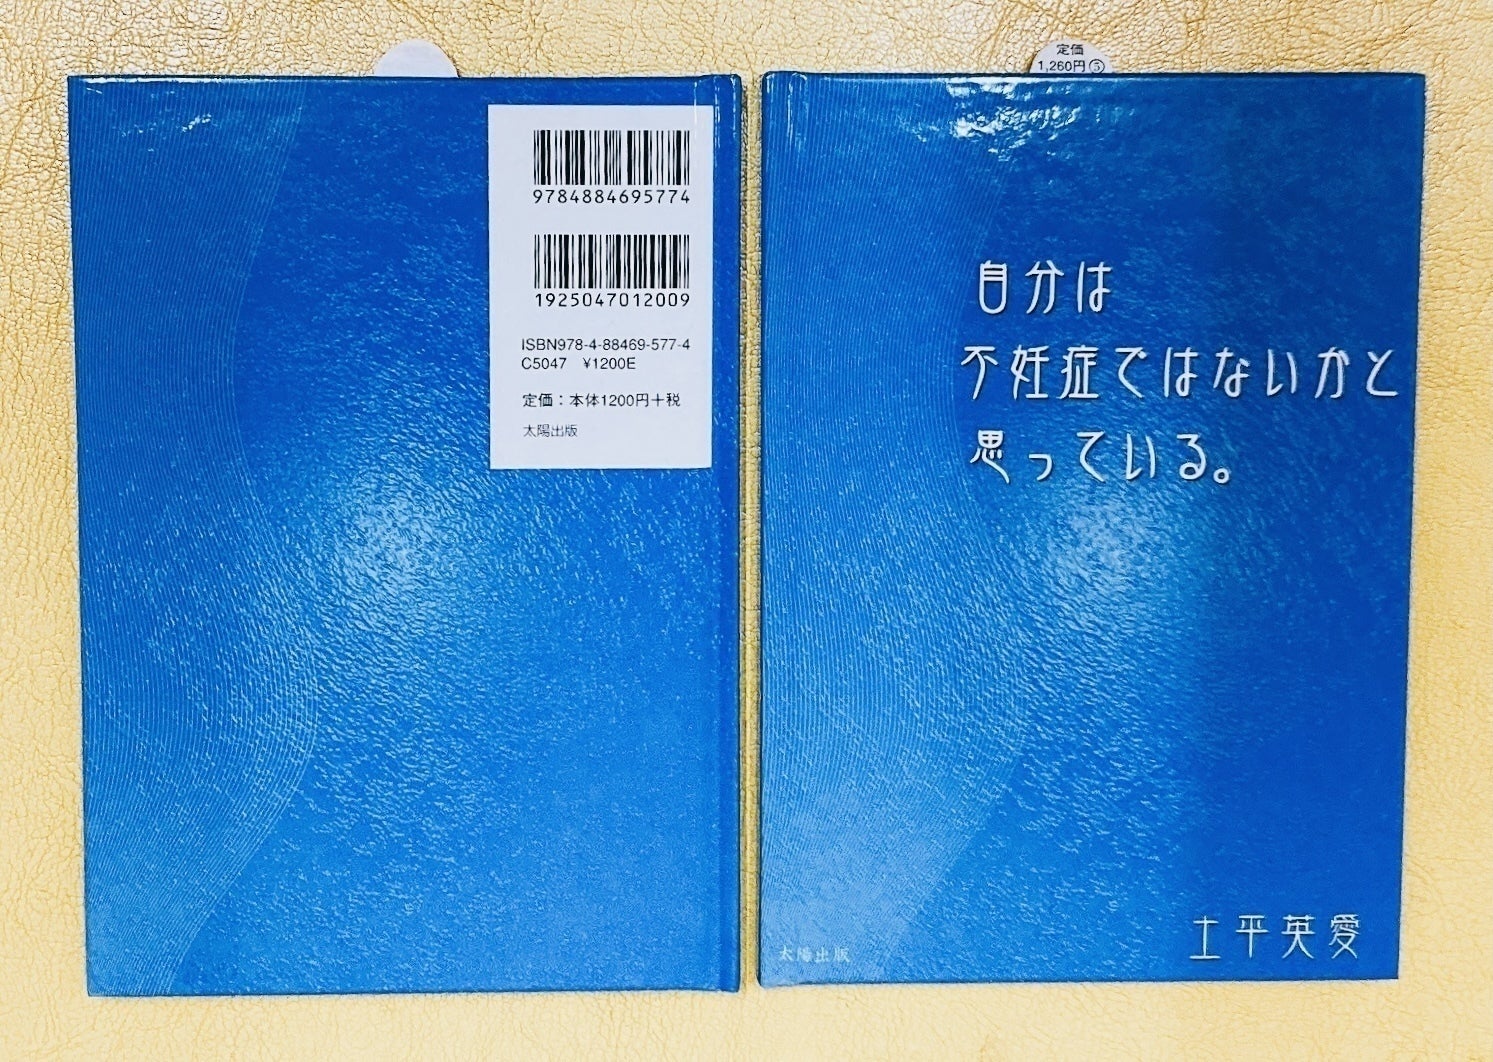 9784884695774
1925047012009
ISBN978-4-88469-577-4
C5047 ¥1200E
定価：本体1200円＋税
太陽出版
定価
1,260円⑤
自分は
不妊症ではないかと
思っている。
土平英愛
太陽出版